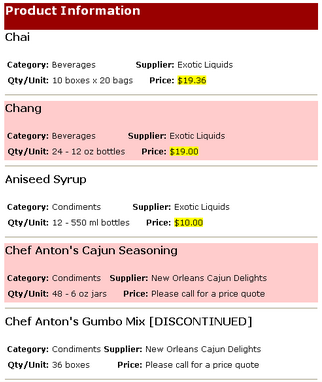 Product Information
Chai
Category: Beverages Supplier: Exotic Liquids
Qty/Unit: 10 boxes x 20 bags Price: $19.36
Chang
Category: Beverages Supplier: Exotic Liquids
Qty/Unit: 24 - 12 oz bottles Price: $19.00
Aniseed Syrup
Category: Condiments Supplier: Exotic Liquids
Qty/Unit: 12 - 550 ml bottles Price: $10.00
Chef Anton's Cajun Seasoning
Category: Condiments Supplier: New Orleans Cajun Delights
Qty/Unit: 48 - 6 oz jars Price: Please call for a price quote
Chef Anton's Gumbo Mix [DISCONTINUED]
Category: Condiments Supplier: New Orleans Cajun Delights
Qty/Unit: 36 boxes Price: Please call for a price quote